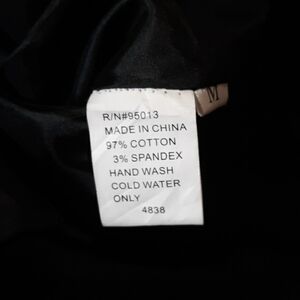 M
R/N#95013
MADE IN CHINA
97% COTTON
3% SPANDEX
HAND WASH
COLD WATER
ONLY
4838